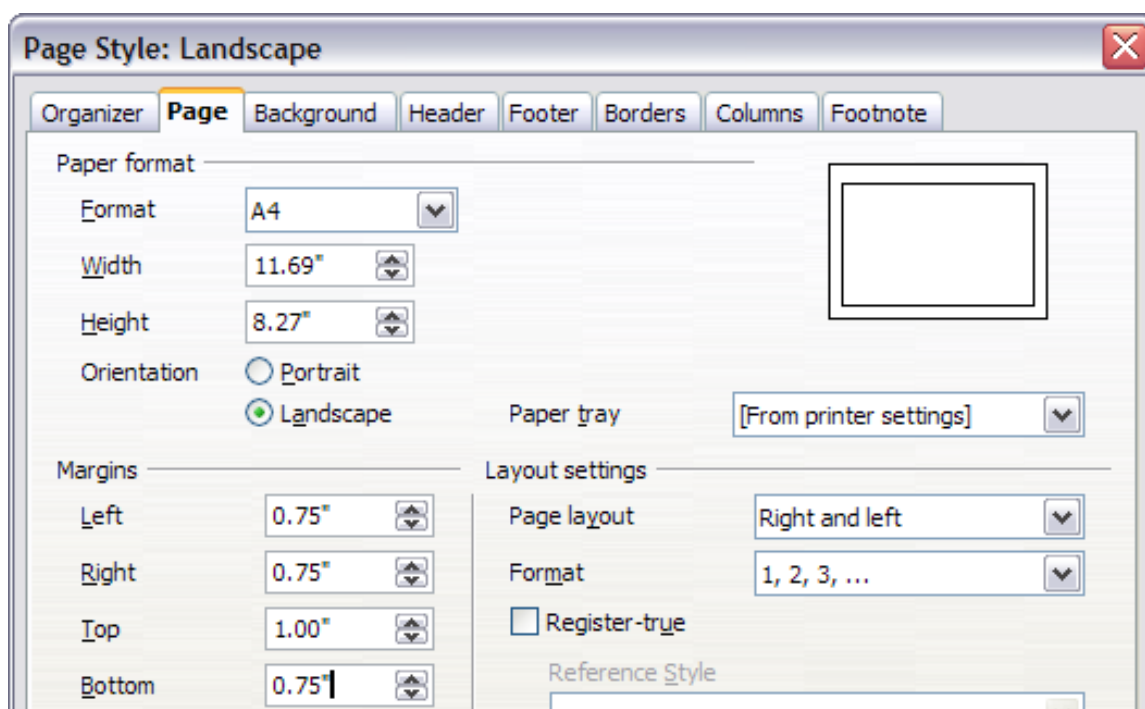 Page Style: Landscape
Organizer Page Background Header Footer Borders Columns Footnote
Paper format
Format A4
Width 11.69"
Height 8.27"
Orientation Portrait
Landscape Paper tray [From printer settings]
Margins Layout settings
Left 0.75" Page layout Right and left
Right 0.75" Format 1, 2, 3, ...
Top 1.00" Register-true
Reference Style
Bottom 0.75"